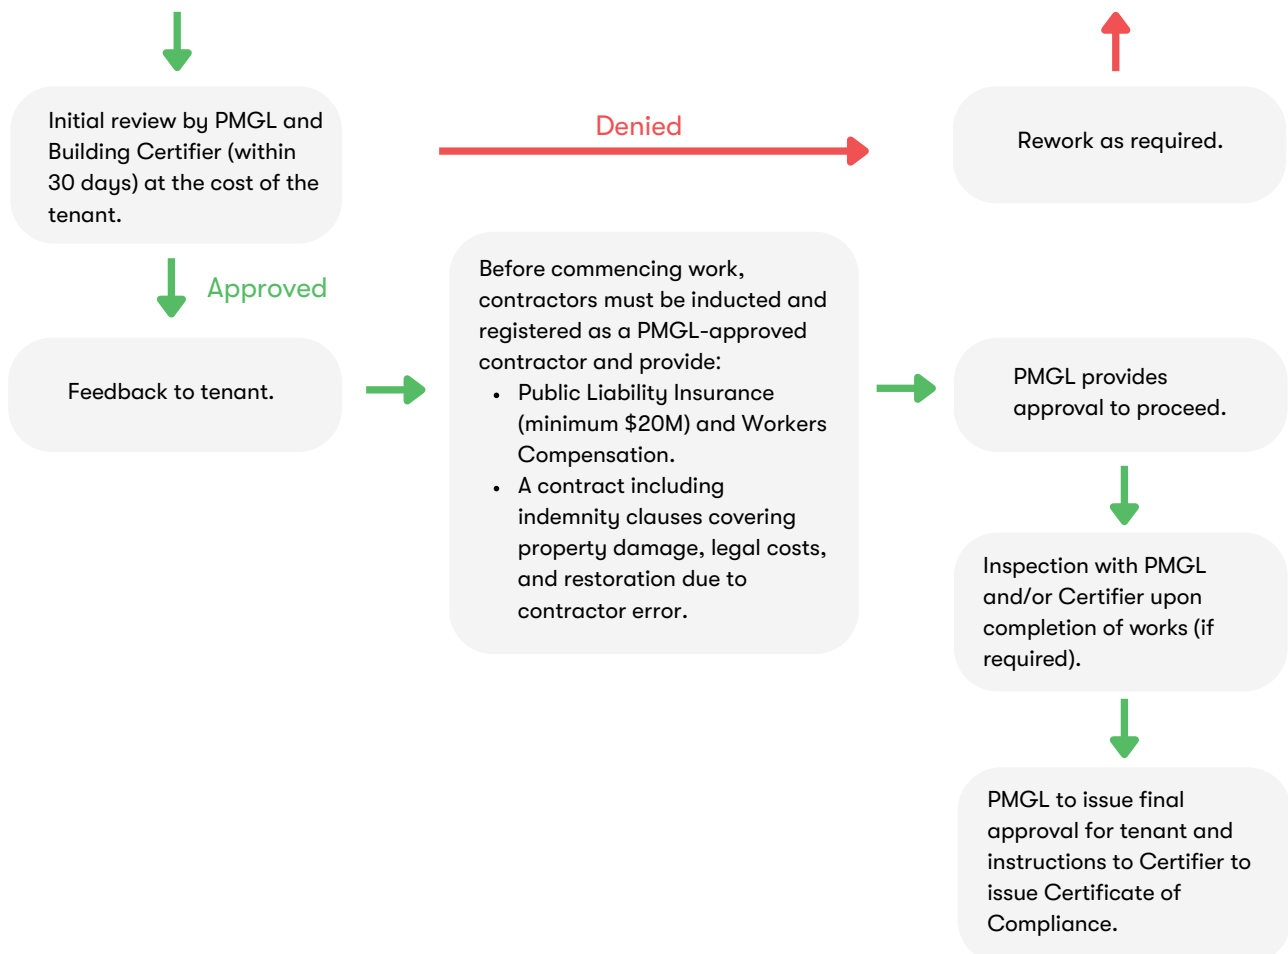 Initial review by PMGL and
Building Certifier (within
30 days) at the cost of the
tenant.
Denied
Rework as required.
Approved
Feedback to tenant.
Before commencing work,
contractors must be inducted and
registered as a PMGL-approved
contractor and provide:
• Public Liability Insurance
(minimum $20M) and Workers
Compensation.
• A contract including
indemnity clauses covering
property damage, legal costs,
and restoration due to
contractor error.
PMGL provides
approval to proceed.
Inspection with PMGL
and/or Certifier upon
completion of works (if
required).
PMGL to issue final
approval for tenant and
instructions to Certifier to
issue Certificate of
Compliance.